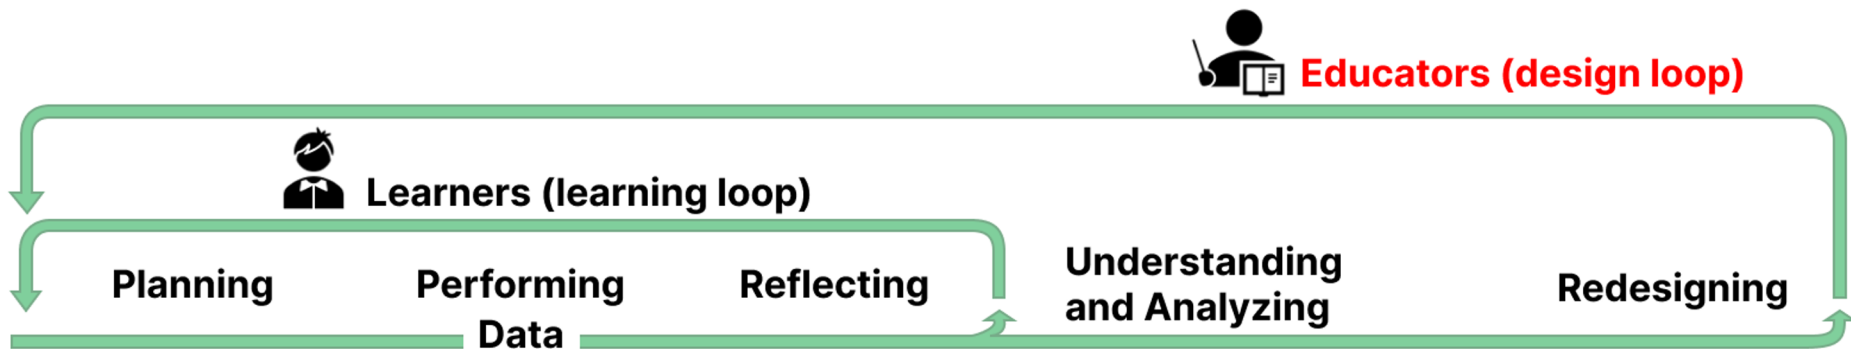 Educators (design loop)
Learners (learning loop)
Planning
Performing
Reflecting
Understanding
and Analyzing
Redesigning
Data